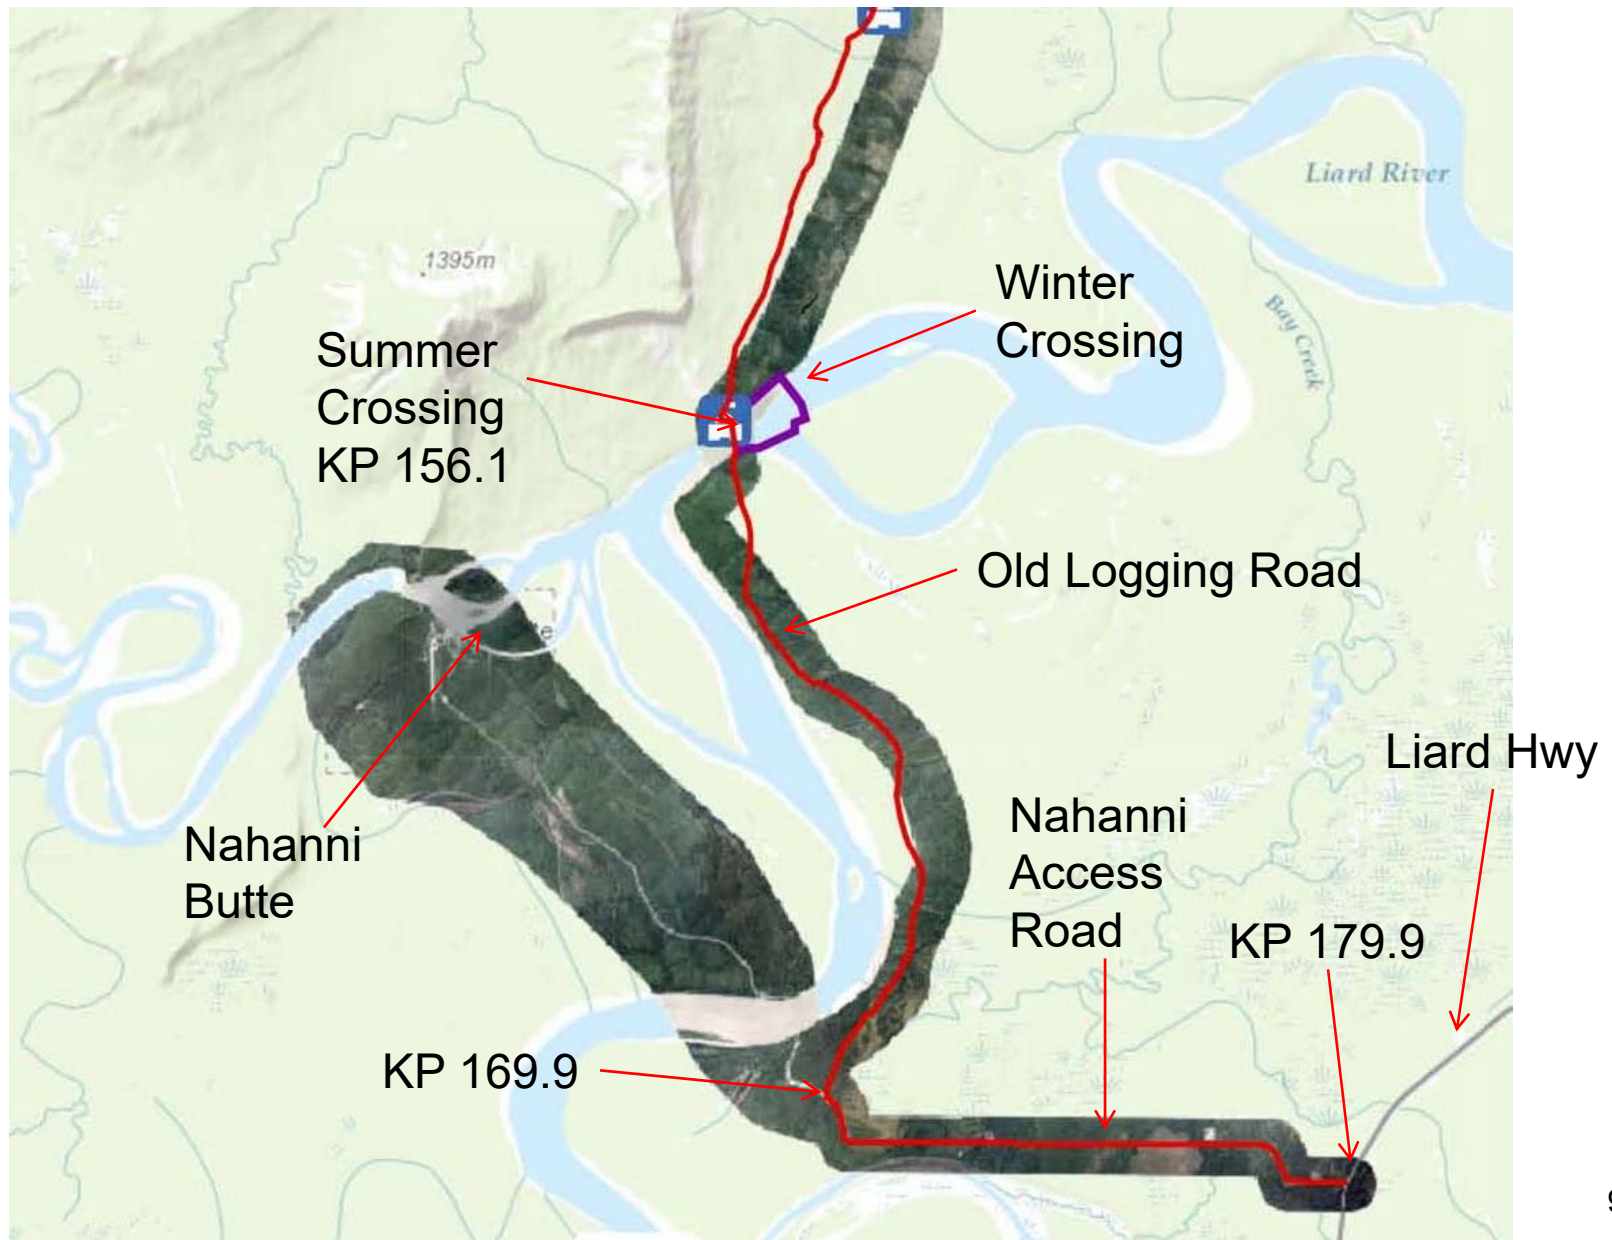 Liard River
Winter
Crossing
1395m
Bay Creek
Summer
Crossing
KP 156.1
Old Logging Road
Liard Hwy
Nahanni
Butte
Nahanni
Access
Road
KP 179.9
KP 169.9